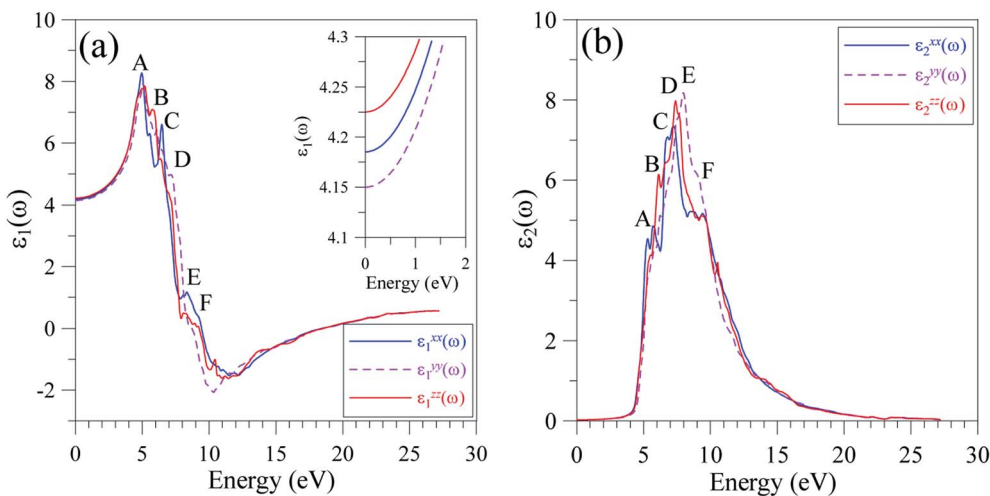 (a)
10
8
6
4
2
0
-2
ε₁(ω)
A
B
C
D
E
F
4.3
4.25
4.2
4.15
4.1
ε₁(ω)
0 1 2
Energy (eV)
ε₁ˣˣ(ω)
ε₁ʸʸ(ω)
ε₁ᶻᶻ(ω)
0 5 10 15 20 25 30
Energy (eV)
(b)
10
8
6
4
2
0
ε₂(ω)
A
B
C
D
E
F
ε₂ˣˣ(ω)
ε₂ʸʸ(ω)
ε₂ᶻᶻ(ω)
0 5 10 15 20 25 30
Energy (eV)